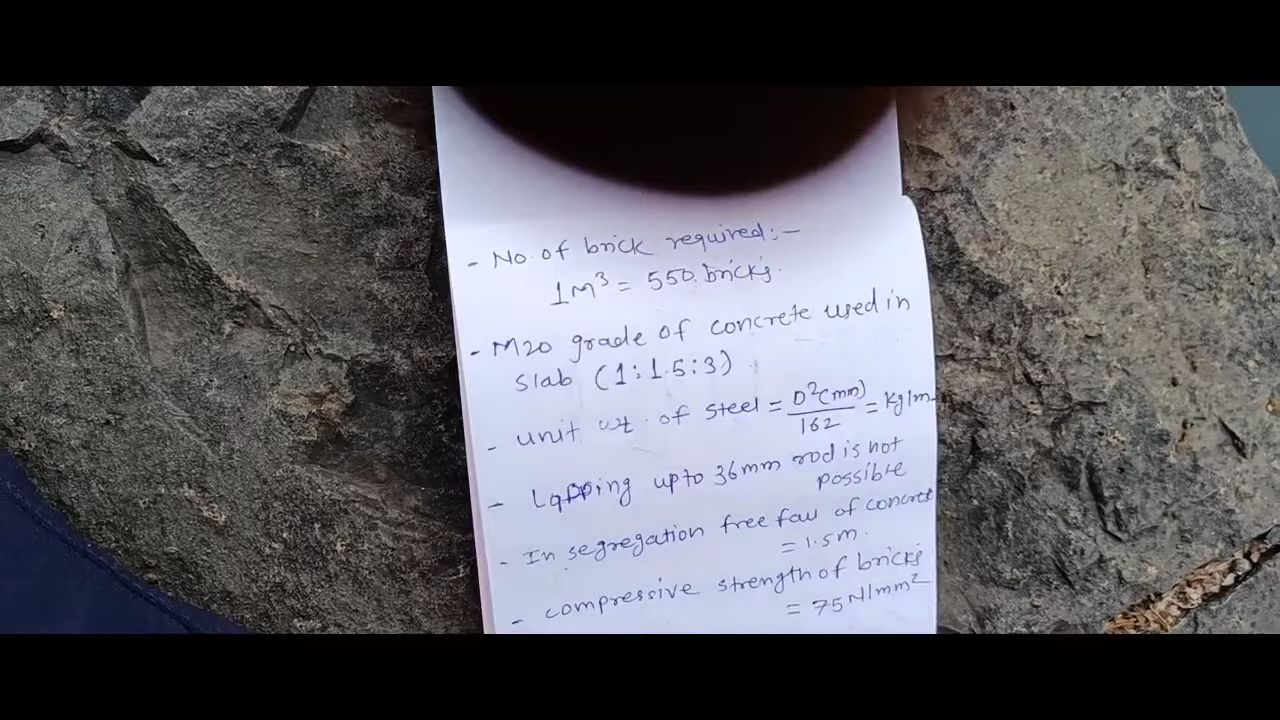 - No. of brick required:-
1M³ = 550 bricks.
- M20 grade of concrete used in
slab (1:1.5:3)
- unit wt. of steel = D²(mm)/162 = Kg/m
- Lapping upto 36mm rod is not
possible
- In segregation free fall of concrete
= 1.5m.
- compressive strength of bricks
= 75 N/mm²